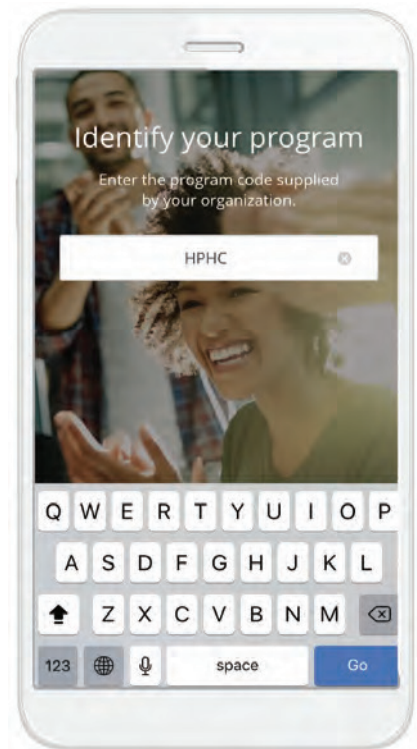 Identify your program
Enter the program code supplied
by your organization.
HPHC
Q W E R T Y U I O P
A S D F G H J K L
Z X C V B N M
123 space Go